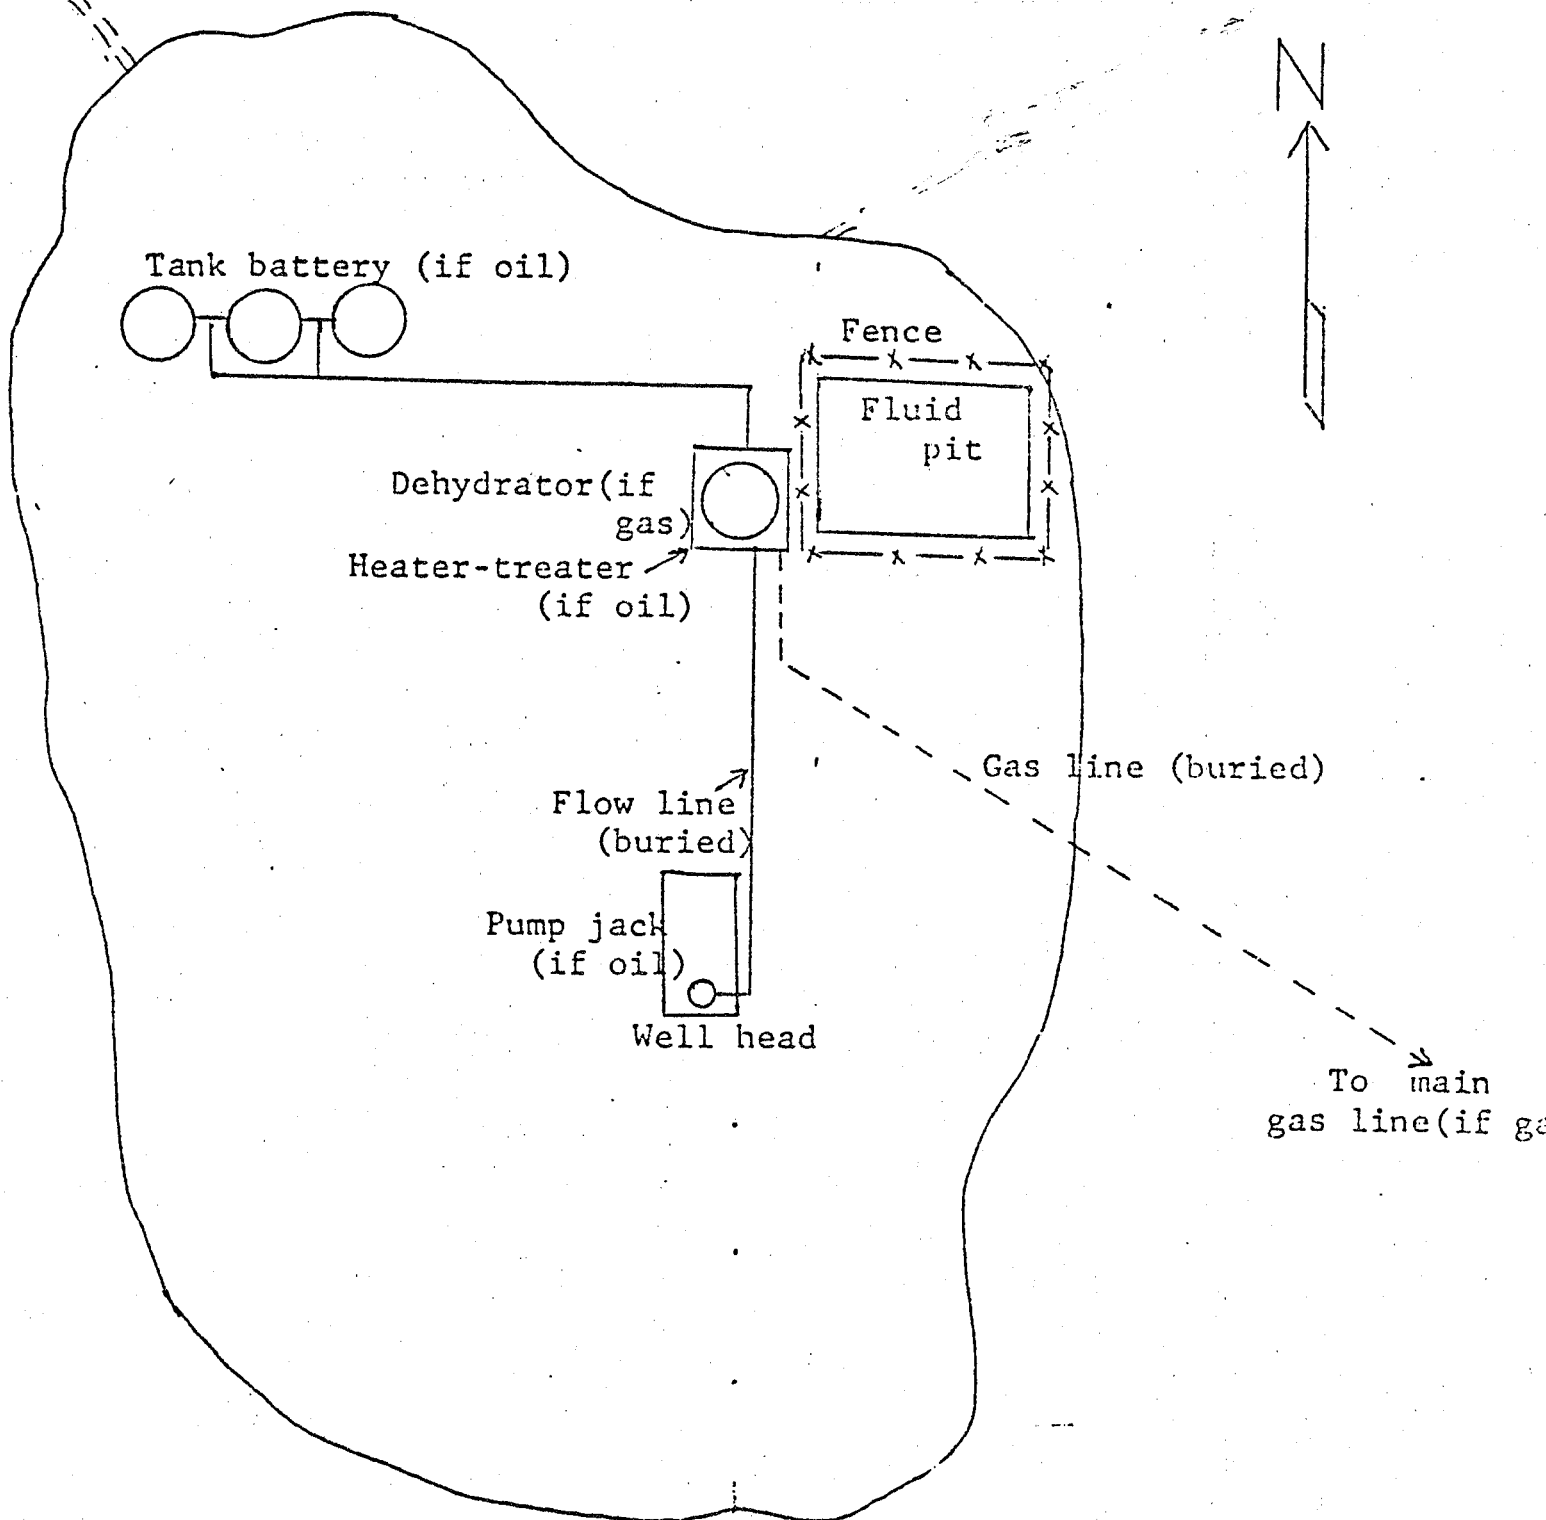 N
Tank battery (if oil)
Fence
Fluid
pit
Dehydrator(if
gas)
Heater-treater
(if oil)
Gas line (buried)
Flow line
(buried)
Pump jack
(if oil)
Well head
To main
gas line(if ga